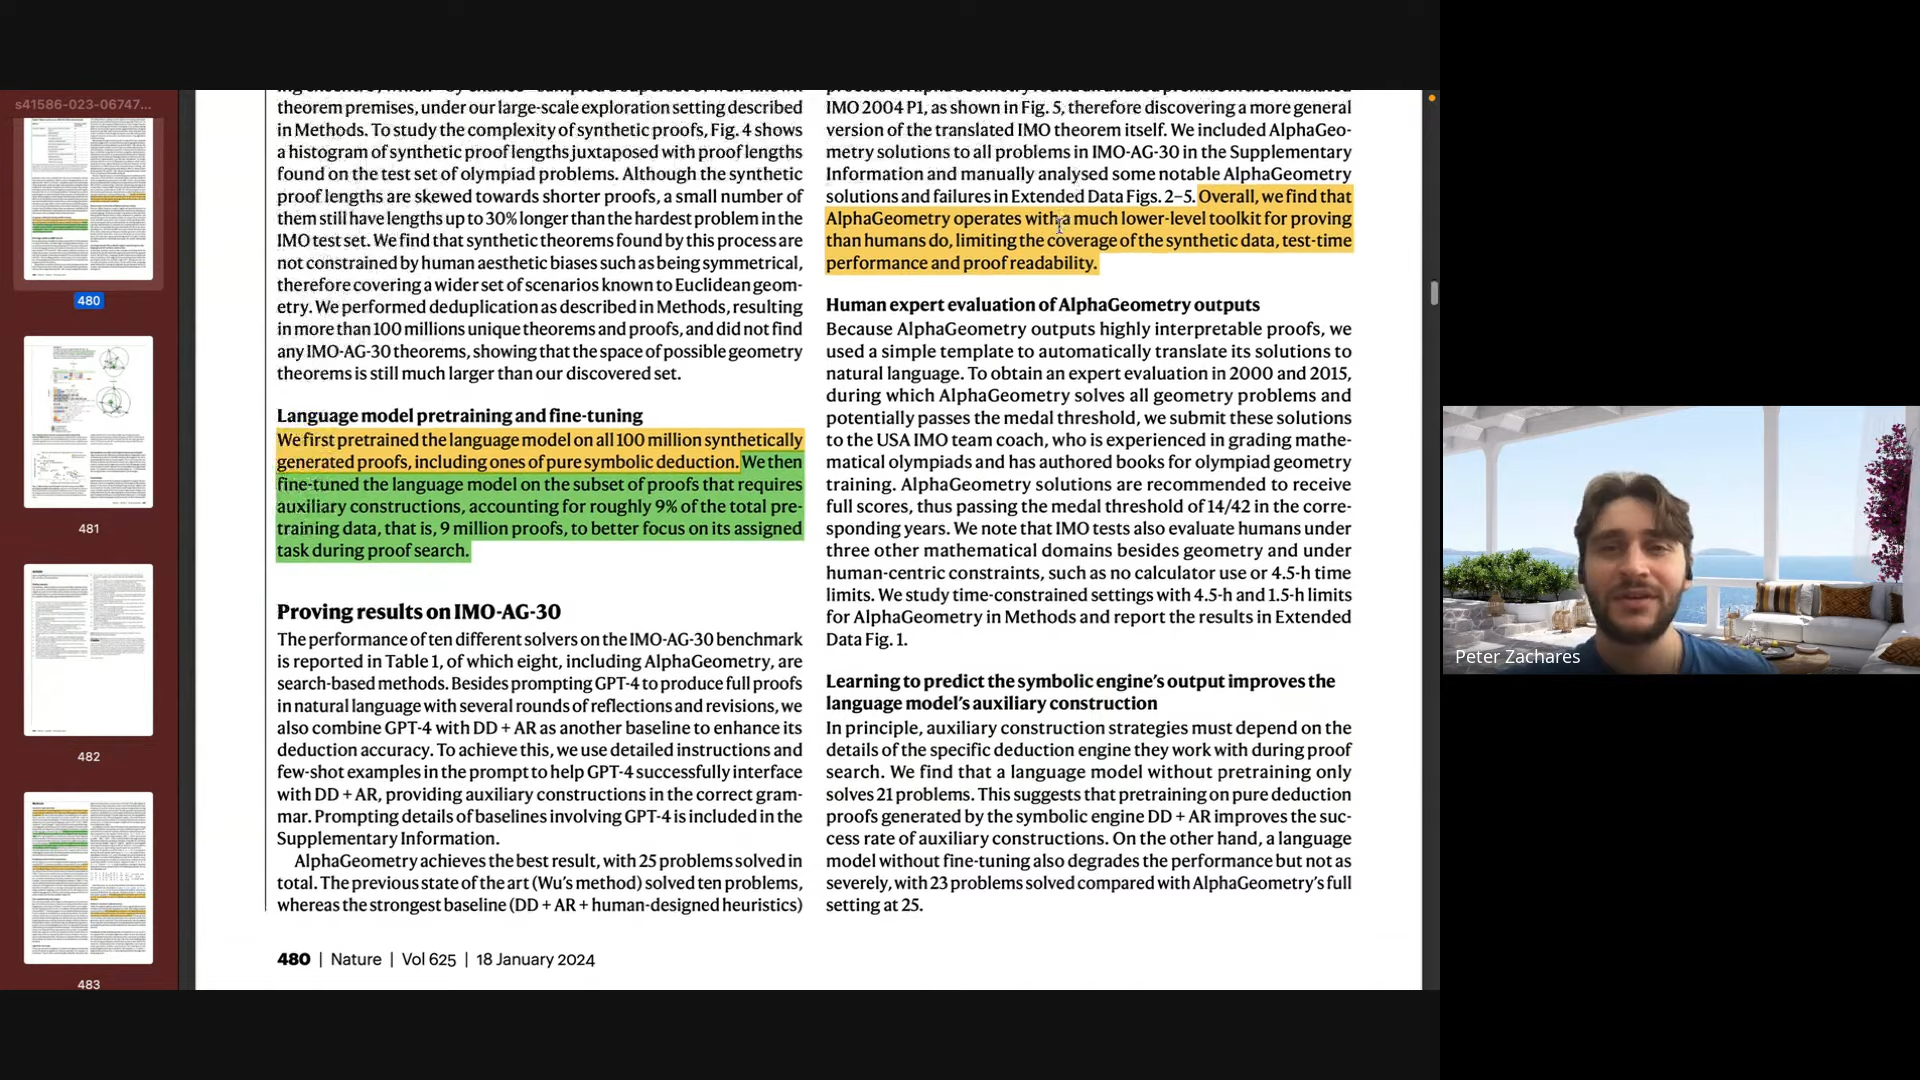 s41586-023-06747...
480
481
482
483
theorem premises, under our large-scale exploration setting described
in Methods. To study the complexity of synthetic proofs, Fig. 4 shows
a histogram of synthetic proof lengths juxtaposed with proof lengths
found on the test set of olympiad problems. Although the synthetic
proof lengths are skewed towards shorter proofs, a small number of
them still have lengths up to 30% longer than the hardest problem in the
IMO test set. We find that synthetic theorems found by this process are
not constrained by human aesthetic biases such as being symmetrical,
therefore covering a wider set of scenarios known to Euclidean geom-
etry. We performed deduplication as described in Methods, resulting
in more than 100 millions unique theorems and proofs, and did not find
any IMO-AG-30 theorems, showing that the space of possible geometry
theorems is still much larger than our discovered set.
Language model pretraining and fine-tuning
We first pretrained the language model on all 100 million synthetically
generated proofs, including ones of pure symbolic deduction. We then
fine-tuned the language model on the subset of proofs that requires
auxiliary constructions, accounting for roughly 9% of the total pre-
training data, that is, 9 million proofs, to better focus on its assigned
task during proof search.
Proving results on IMO-AG-30
The performance of ten different solvers on the IMO-AG-30 benchmark
is reported in Table 1, of which eight, including AlphaGeometry, are
search-based methods. Besides prompting GPT-4 to produce full proofs
in natural language with several rounds of reflections and revisions, we
also combine GPT-4 with DD + AR as another baseline to enhance its
deduction accuracy. To achieve this, we use detailed instructions and
few-shot examples in the prompt to help GPT-4 successfully interface
with DD + AR, providing auxiliary constructions in the correct gram-
mar. Prompting details of baselines involving GPT-4 is included in the
Supplementary Information.
AlphaGeometry achieves the best result, with 25 problems solved in
total. The previous state of the art (Wu's method) solved ten problems,
whereas the strongest baseline (DD + AR + human-designed heuristics)
IMO 2004 P1, as shown in Fig. 5, therefore discovering a more general
version of the translated IMO theorem itself. We included AlphaGeo-
metry solutions to all problems in IMO-AG-30 in the Supplementary
Information and manually analysed some notable AlphaGeometry
solutions and failures in Extended Data Figs. 2–5. Overall, we find that
AlphaGeometry operates with a much lower-level toolkit for proving
than humans do, limiting the coverage of the synthetic data, test-time
performance and proof readability.
Human expert evaluation of AlphaGeometry outputs
Because AlphaGeometry outputs highly interpretable proofs, we
used a simple template to automatically translate its solutions to
natural language. To obtain an expert evaluation in 2000 and 2015,
during which AlphaGeometry solves all geometry problems and
potentially passes the medal threshold, we submit these solutions
to the USA IMO team coach, who is experienced in grading mathe-
matical olympiads and has authored books for olympiad geometry
training. AlphaGeometry solutions are recommended to receive
full scores, thus passing the medal threshold of 14/42 in the corre-
sponding years. We note that IMO tests also evaluate humans under
three other mathematical domains besides geometry and under
human-centric constraints, such as no calculator use or 4.5-h time
limits. We study time-constrained settings with 4.5-h and 1.5-h limits
for AlphaGeometry in Methods and report the results in Extended
Data Fig. 1.
Learning to predict the symbolic engine's output improves the
language model's auxiliary construction
In principle, auxiliary construction strategies must depend on the
details of the specific deduction engine they work with during proof
search. We find that a language model without pretraining only
solves 21 problems. This suggests that pretraining on pure deduction
proofs generated by the symbolic engine DD + AR improves the suc-
cess rate of auxiliary constructions. On the other hand, a language
model without fine-tuning also degrades the performance but not as
severely, with 23 problems solved compared with AlphaGeometry's full
setting at 25.
480 | Nature | Vol 625 | 18 January 2024
Peter Zachares